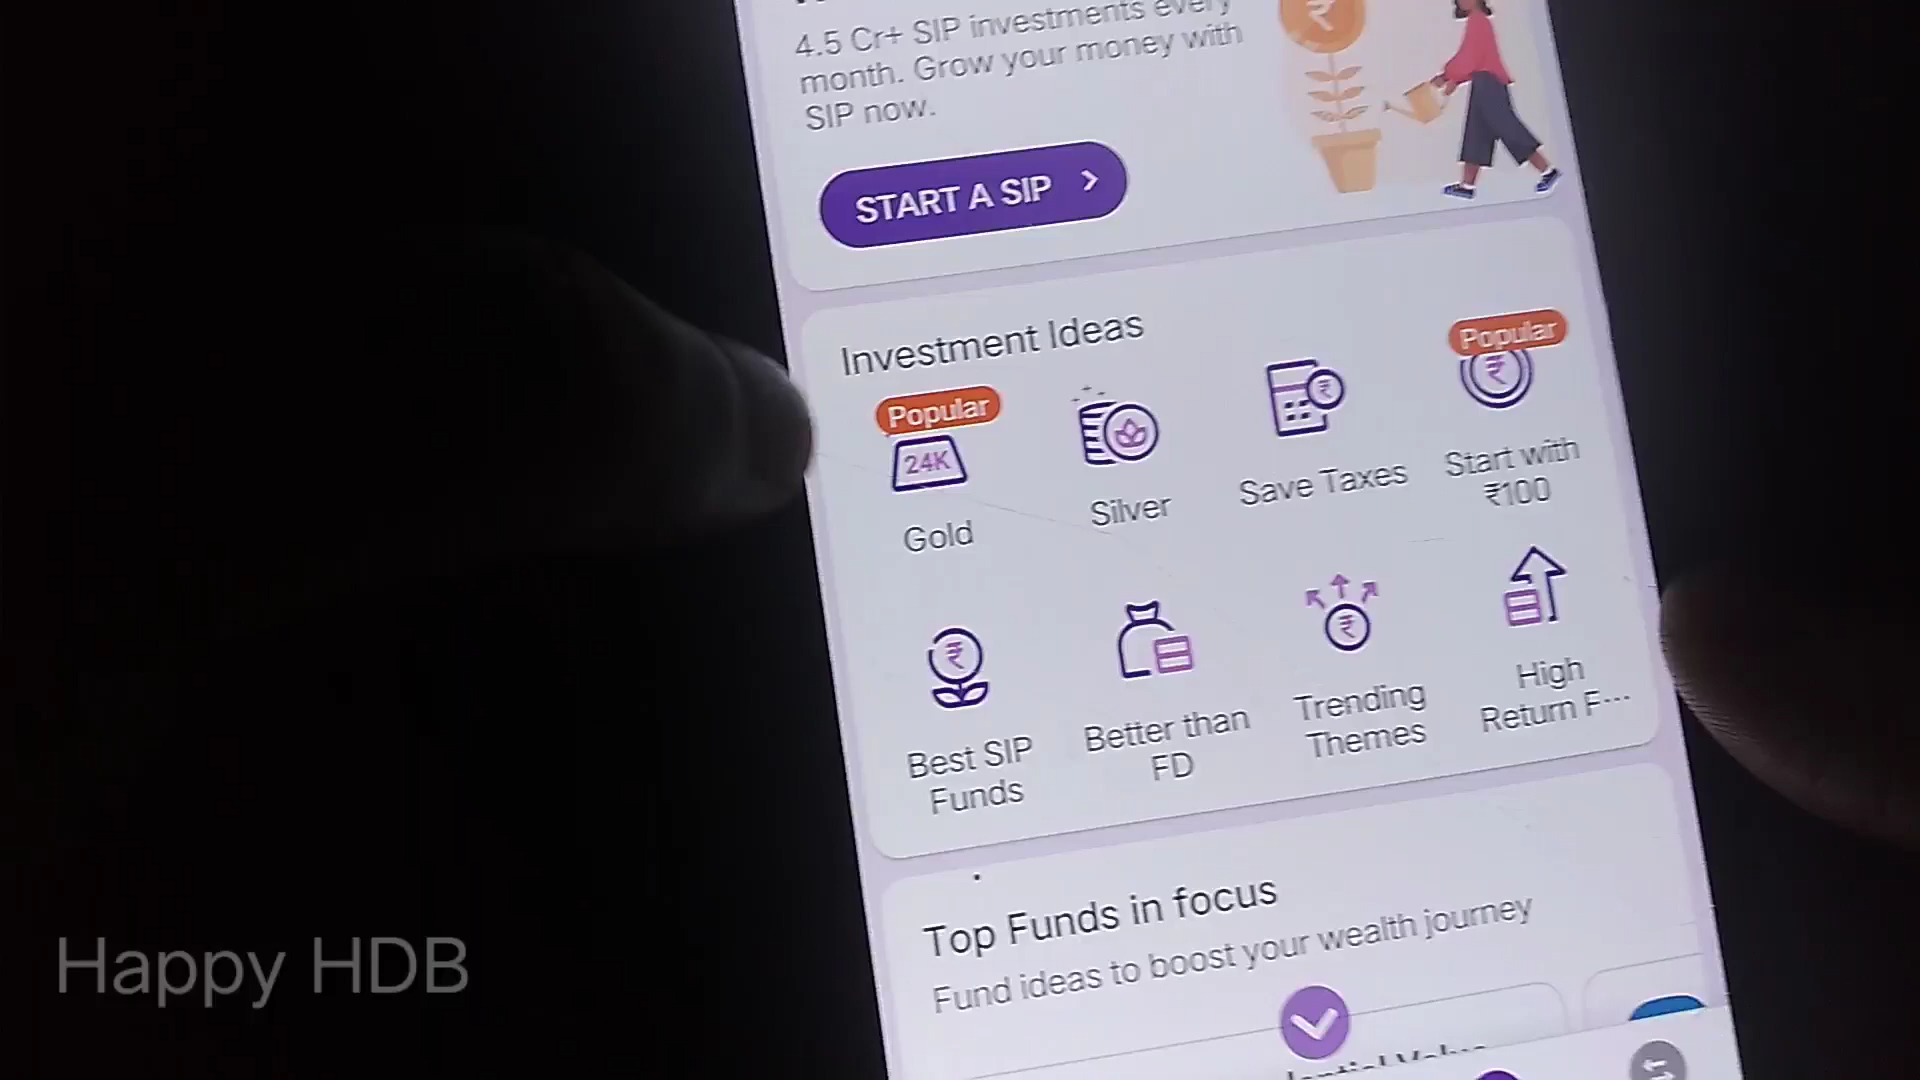 4.5 Cr+ SIP investments every
month. Grow your money with
SIP now.
START A SIP
Investment Ideas
Popular
24K
Gold
Silver
Save Taxes
Popular
₹
Start with
₹100
Best SIP
Funds
Better than
FD
Trending
Themes
High
Return F...
Top Funds in focus
Fund ideas to boost your wealth journey
Happy HDB